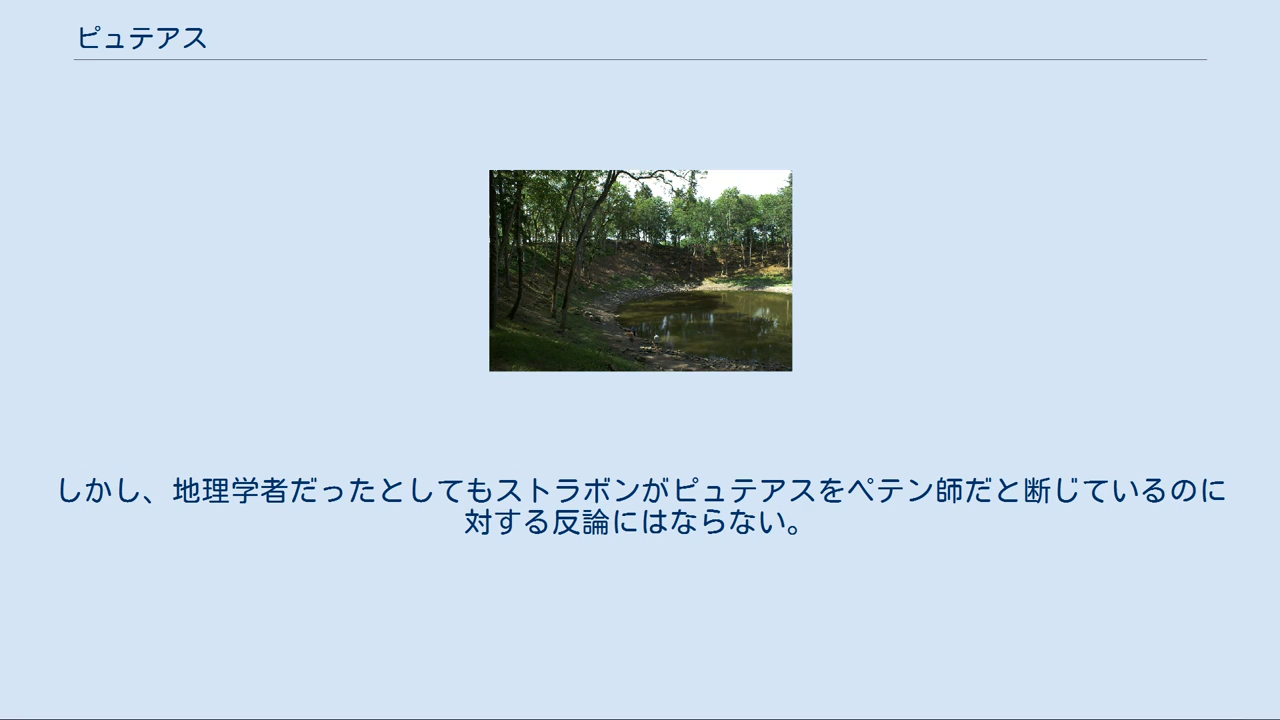 ピュテアス
しかし、地理学者だったとしてもストラボンがピュテアスをペテン師だと断じているのに
対する反論にはならない。